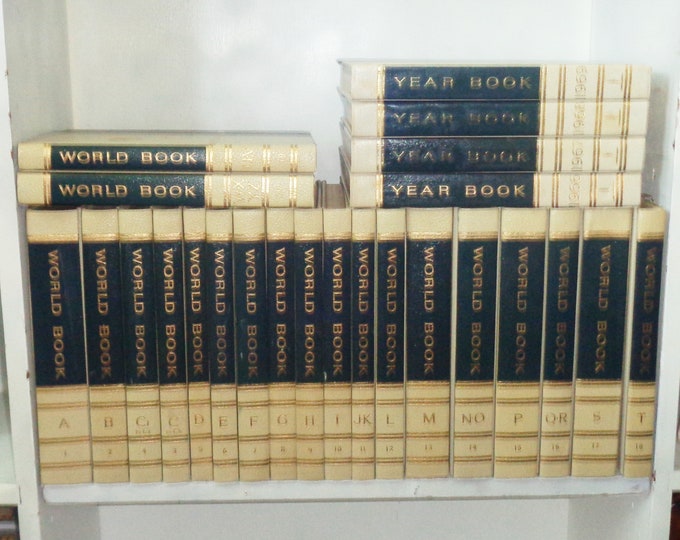 WORLD BOOK
WORLD BOOK
YEAR BOOK
YEAR BOOK
YEAR BOOK
YEAR BOOK
WORLD BOOK
A
1
WORLD BOOK
B
2
WORLD BOOK
Ci
4
WORLD BOOK
C
3
WORLD BOOK
D
5
WORLD BOOK
E
6
WORLD BOOK
F
7
WORLD BOOK
G
8
WORLD BOOK
H
9
WORLD BOOK
I
10
WORLD BOOK
JK
11
WORLD BOOK
L
12
WORLD BOOK
M
13
WORLD BOOK
NO
14
WORLD BOOK
P
15
WORLD BOOK
QR
16
WORLD BOOK
S
17
WORLD BOOK
T
18